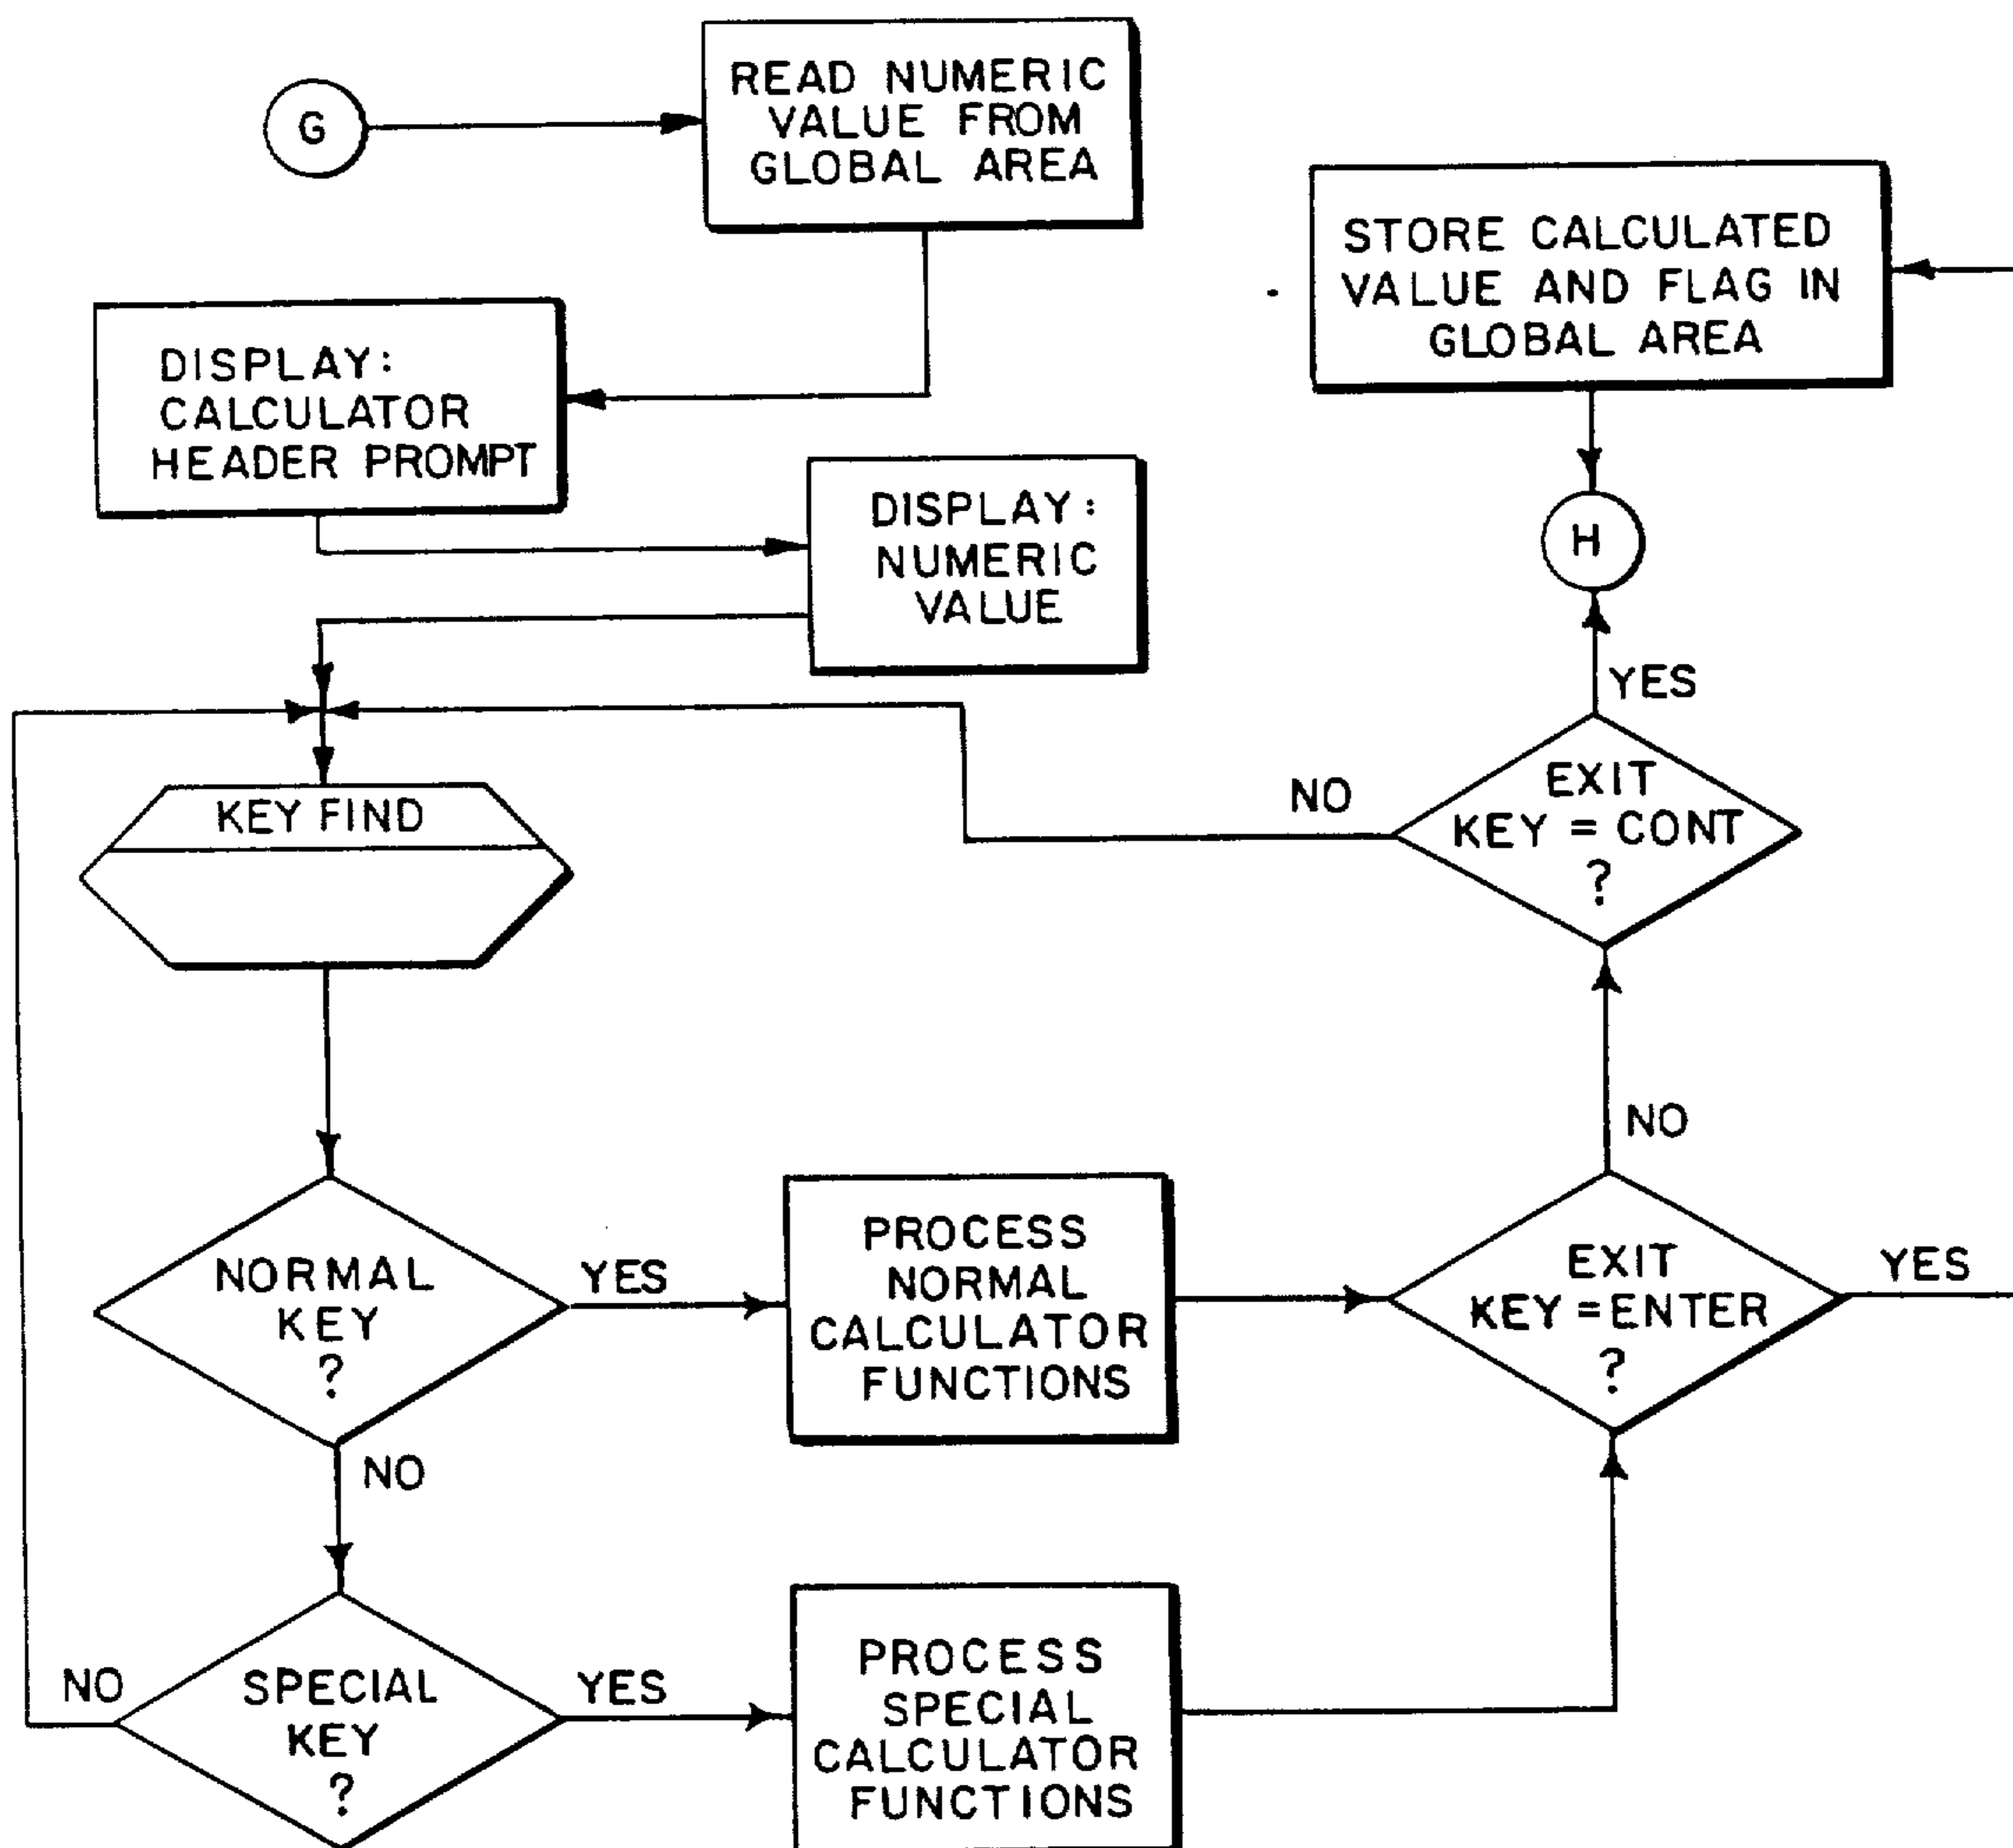 G
READ NUMERIC
VALUE FROM
GLOBAL AREA
STORE CALCULATED
VALUE AND FLAG IN
GLOBAL AREA
DISPLAY:
CALCULATOR
HEADER PROMPT
DISPLAY:
NUMERIC
VALUE
H
YES
EXIT
KEY = CONT
?
NO
KEY FIND
NO
NORMAL
KEY
?
YES
PROCESS
NORMAL
CALCULATOR
FUNCTIONS
EXIT
KEY = ENTER
?
YES
NO
SPECIAL
KEY
?
NO
YES
PROCESS
SPECIAL
CALCULATOR
FUNCTIONS